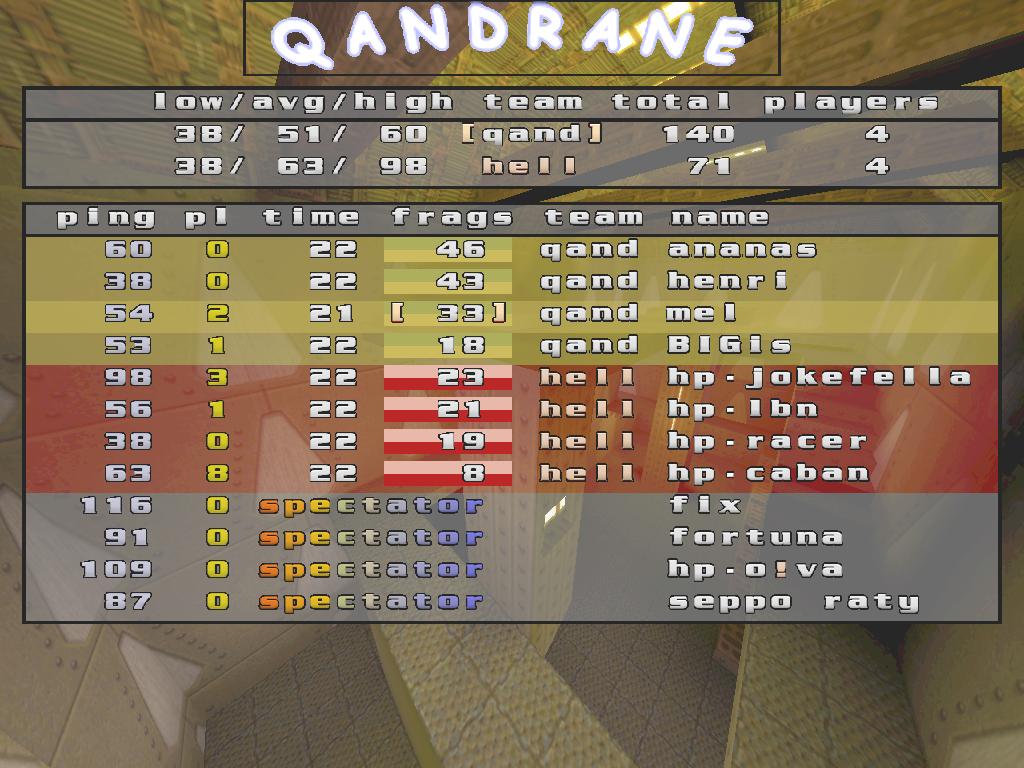 QANDRANE
low/avg/high team total players
38/ 51/ 60 [qand] 140 4
38/ 63/ 98 hell 71 4
ping pl time frags team name
60 0 22 46 qand ananas
38 0 22 43 qand henri
54 2 21 [ 33] qand mel
53 1 22 18 qand BIGis
98 3 22 23 hell hp-jokefella
56 1 22 21 hell hp-lbn
38 0 22 19 hell hp-racer
63 8 22 8 hell hp-caban
116 0 spectator fix
91 0 spectator fortuna
109 0 spectator hp-o!va
87 0 spectator seppo raty